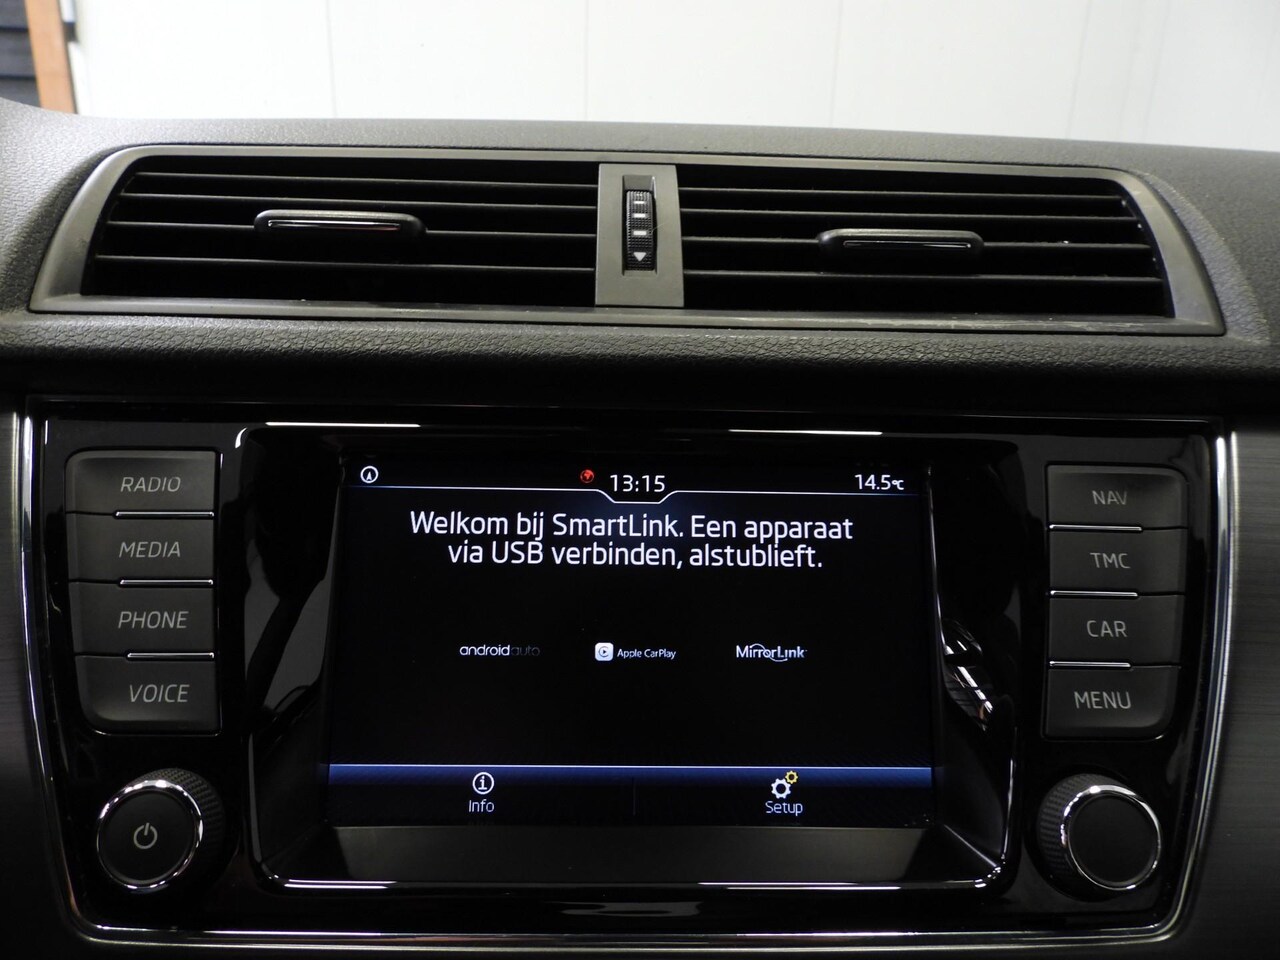 13:15
14.5°C
Welkom bij SmartLink. Een apparaat
via USB verbinden, alstublieft.
androidauto
Apple CarPlay
MirrorLink
Info
Setup
RADIO
MEDIA
PHONE
VOICE
NAV
TMC
CAR
MENU